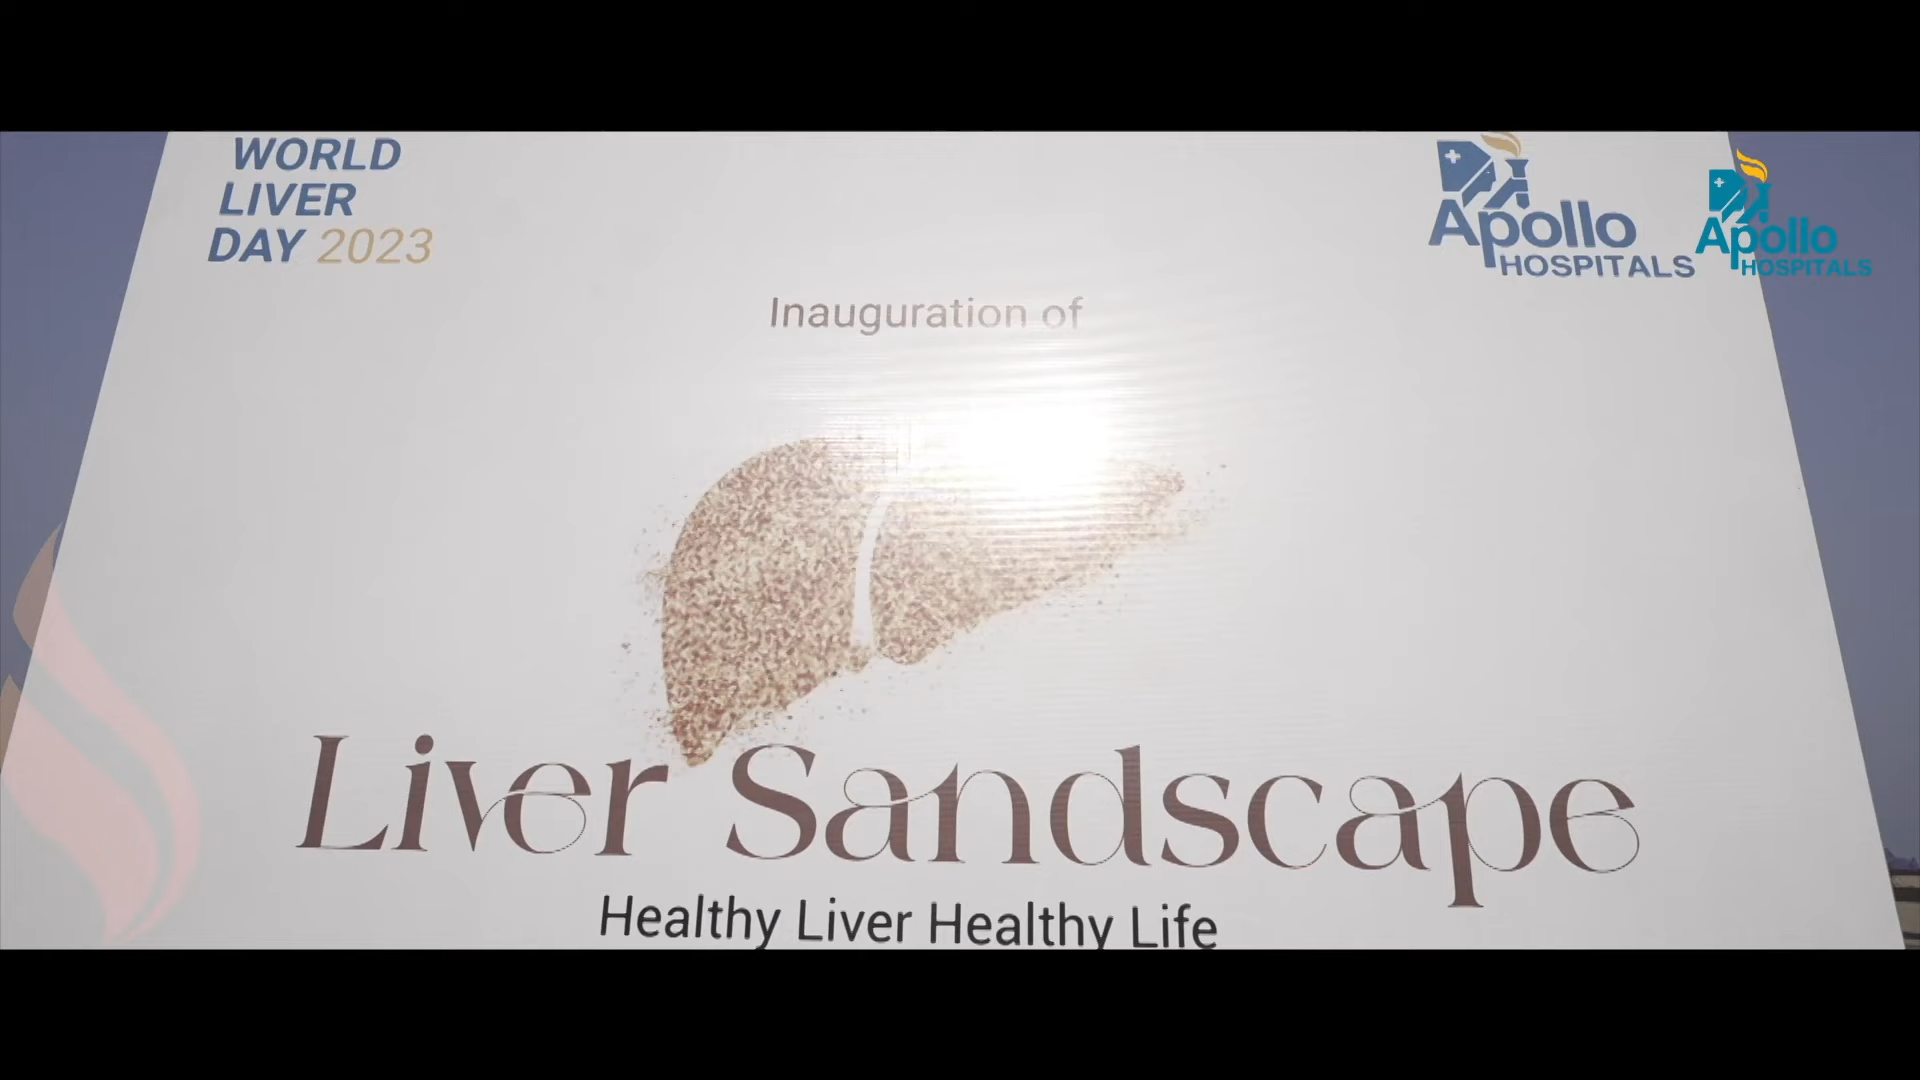 WORLD
LIVER
DAY 2023
Apollo
HOSPITALS
Apollo
HOSPITALS
Inauguration of
Liver Sandscape
Healthy Liver Healthy Life